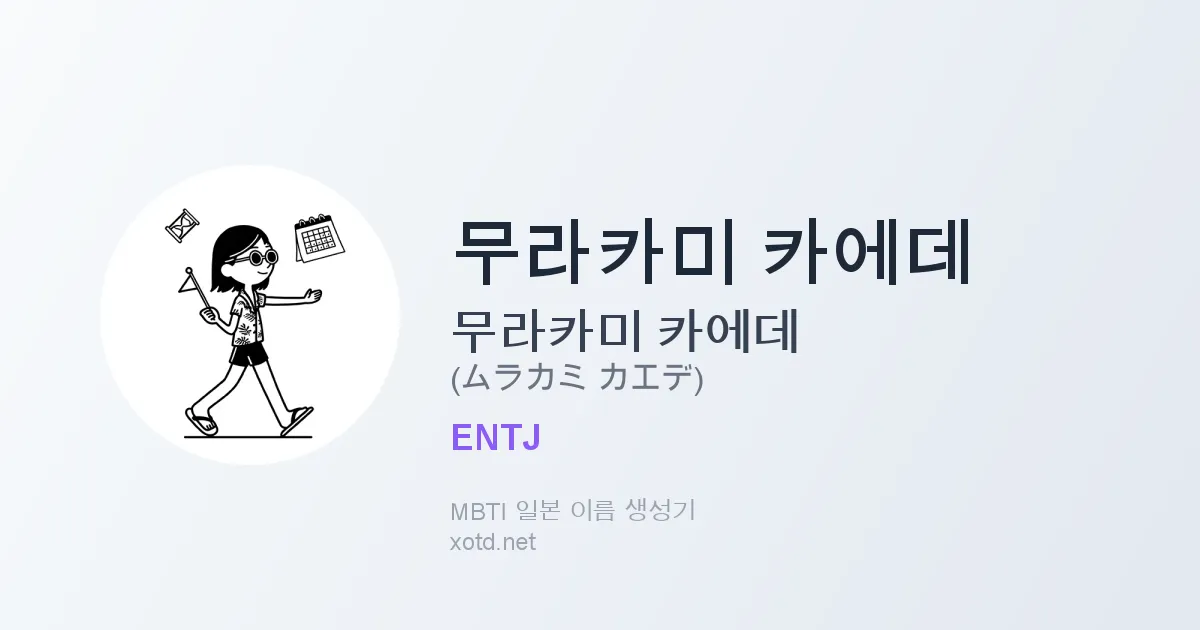 무라카미 카에데
무라카미 카에데
(ムラカミ カエデ)
ENTJ
MBTI 일본 이름 생성기
xotd.net